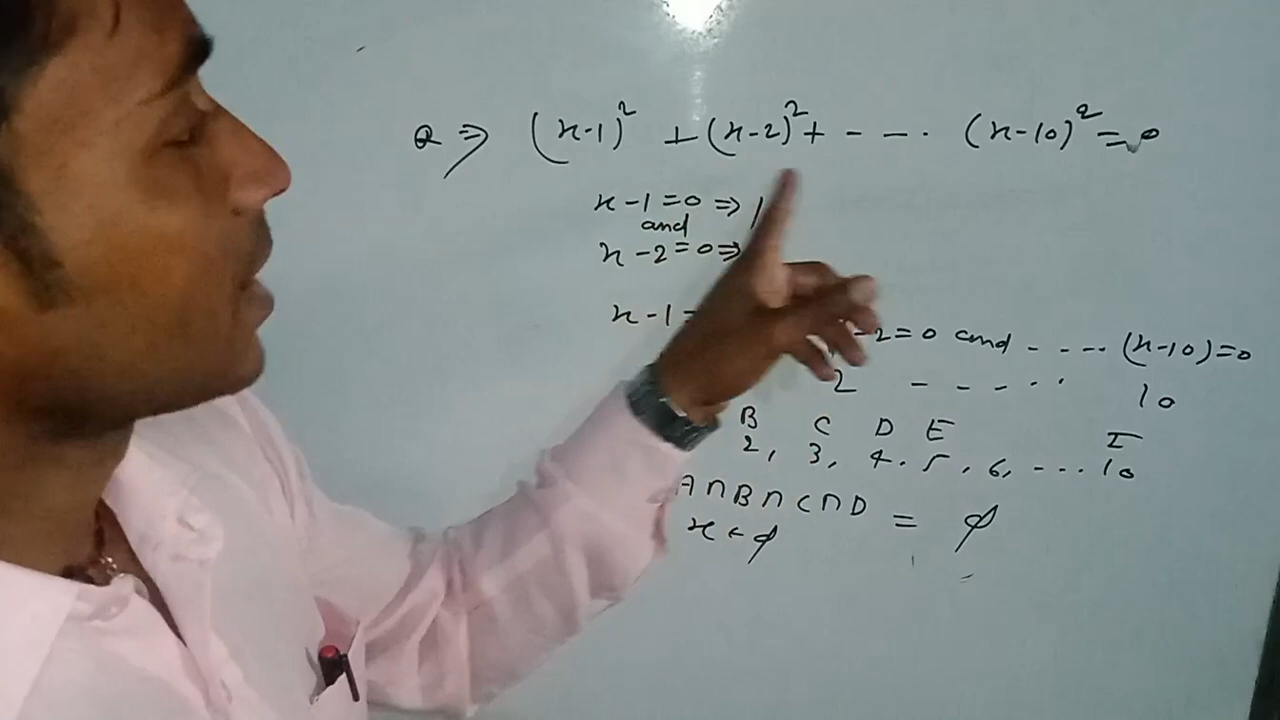 Q ⇒ (x-1)² + (x-2)² + - - - · (x-10)² = 0
x - 1 = 0 ⇒ 1
and
x - 2 = 0 ⇒
x - 1 = -2 = 0 and - - - - (x-10) = 0
2 - - - · · 10
B C D E I
2, 3, 4, 5, 6, - - - 10
A ∩ B ∩ C ∩ D = φ
x ← φ